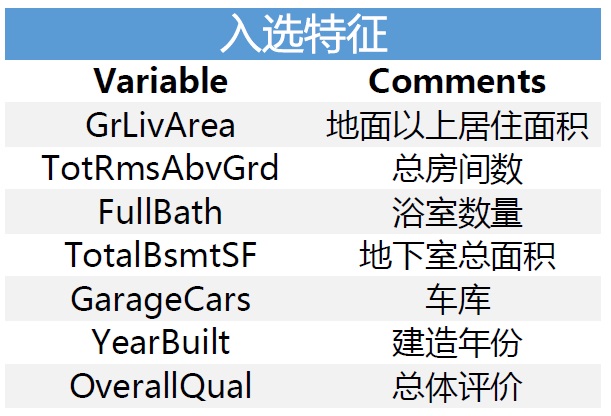 入选特征
Variable Comments
GrLivArea 地面以上居住面积
TotRmsAbvGrd 总房间数
FullBath 浴室数量
TotalBsmtSF 地下室总面积
GarageCars 车库
YearBuilt 建造年份
OverallQual 总体评价